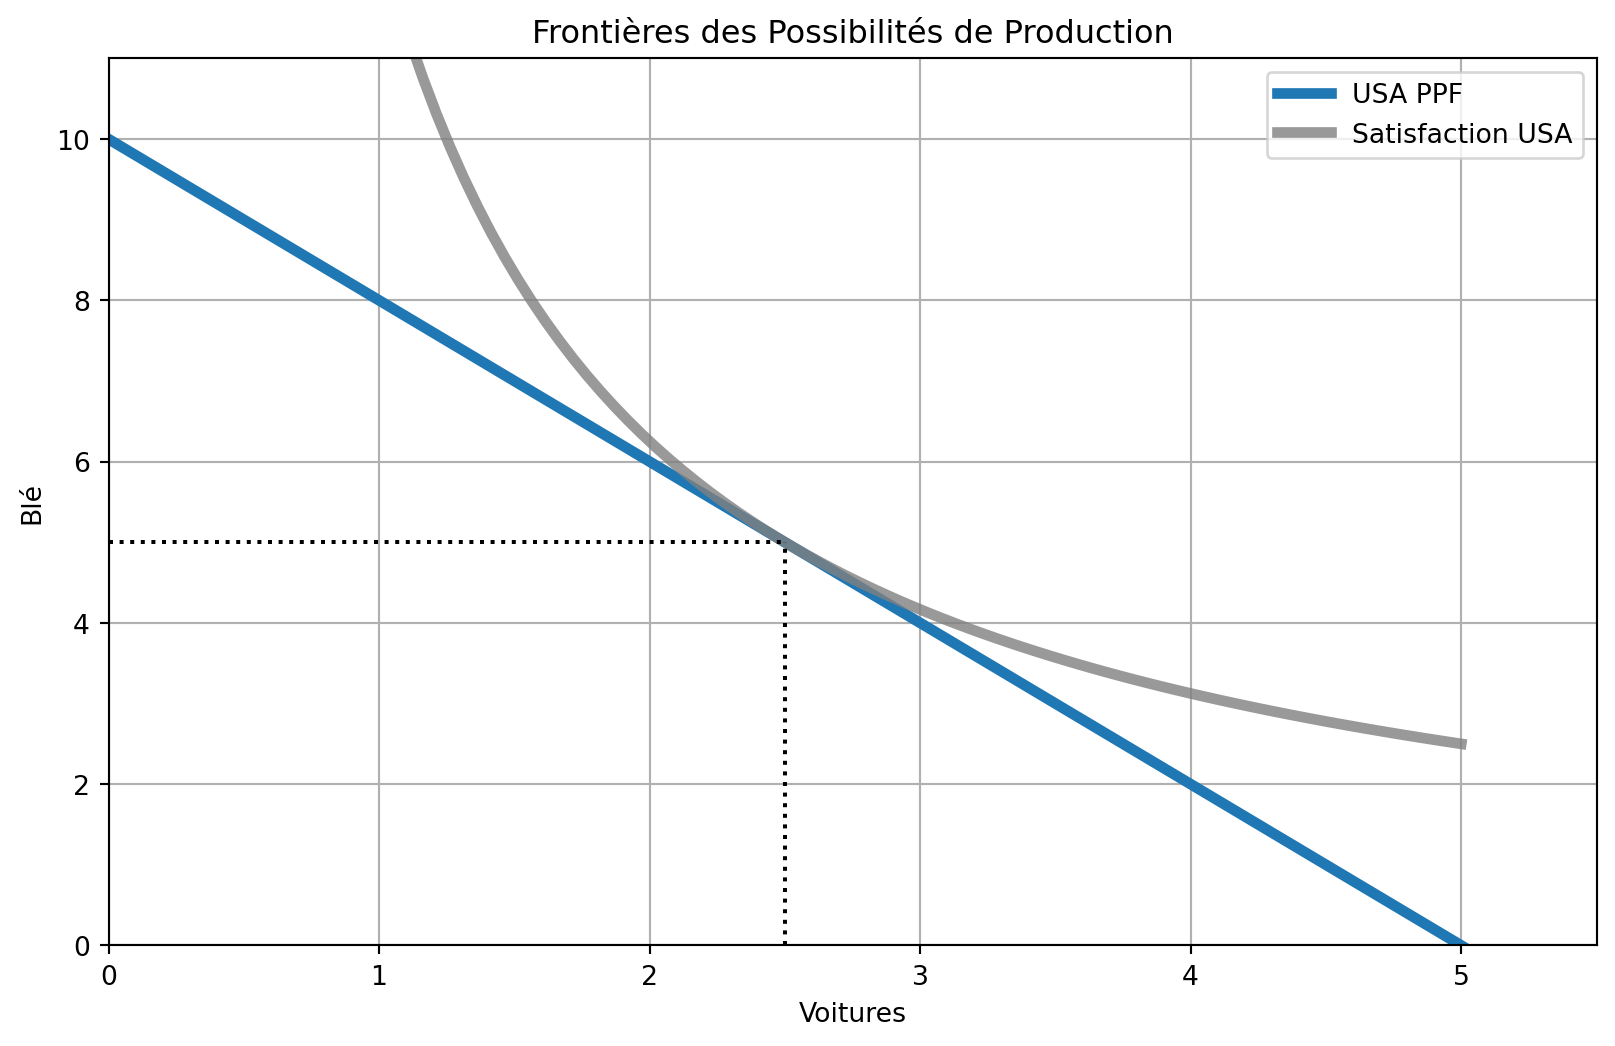 Frontières des Possibilités de Production
USA PPF
Satisfaction USA
10
8
6
4
2
0
Blé
0 1 2 3 4 5
Voitures